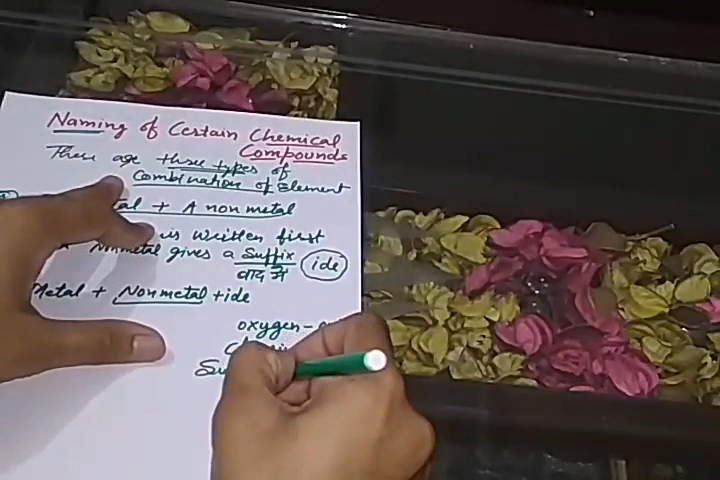 Naming of Certain Chemical
Compounds
There are three types of
Combination of Element
tal + A non metal
is written first
Nonmetal gives a Suffix ide
बाद में
Metal + Nonmetal + ide
oxygen -